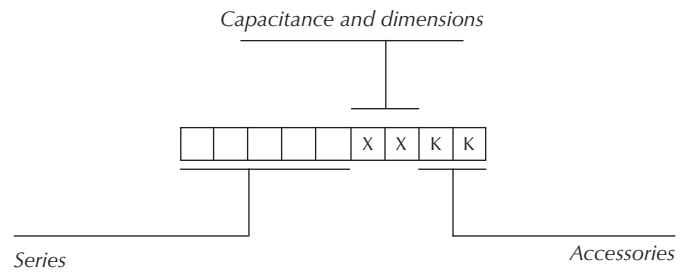 Capacitance and dimensions
X X K K
Series
Accessories